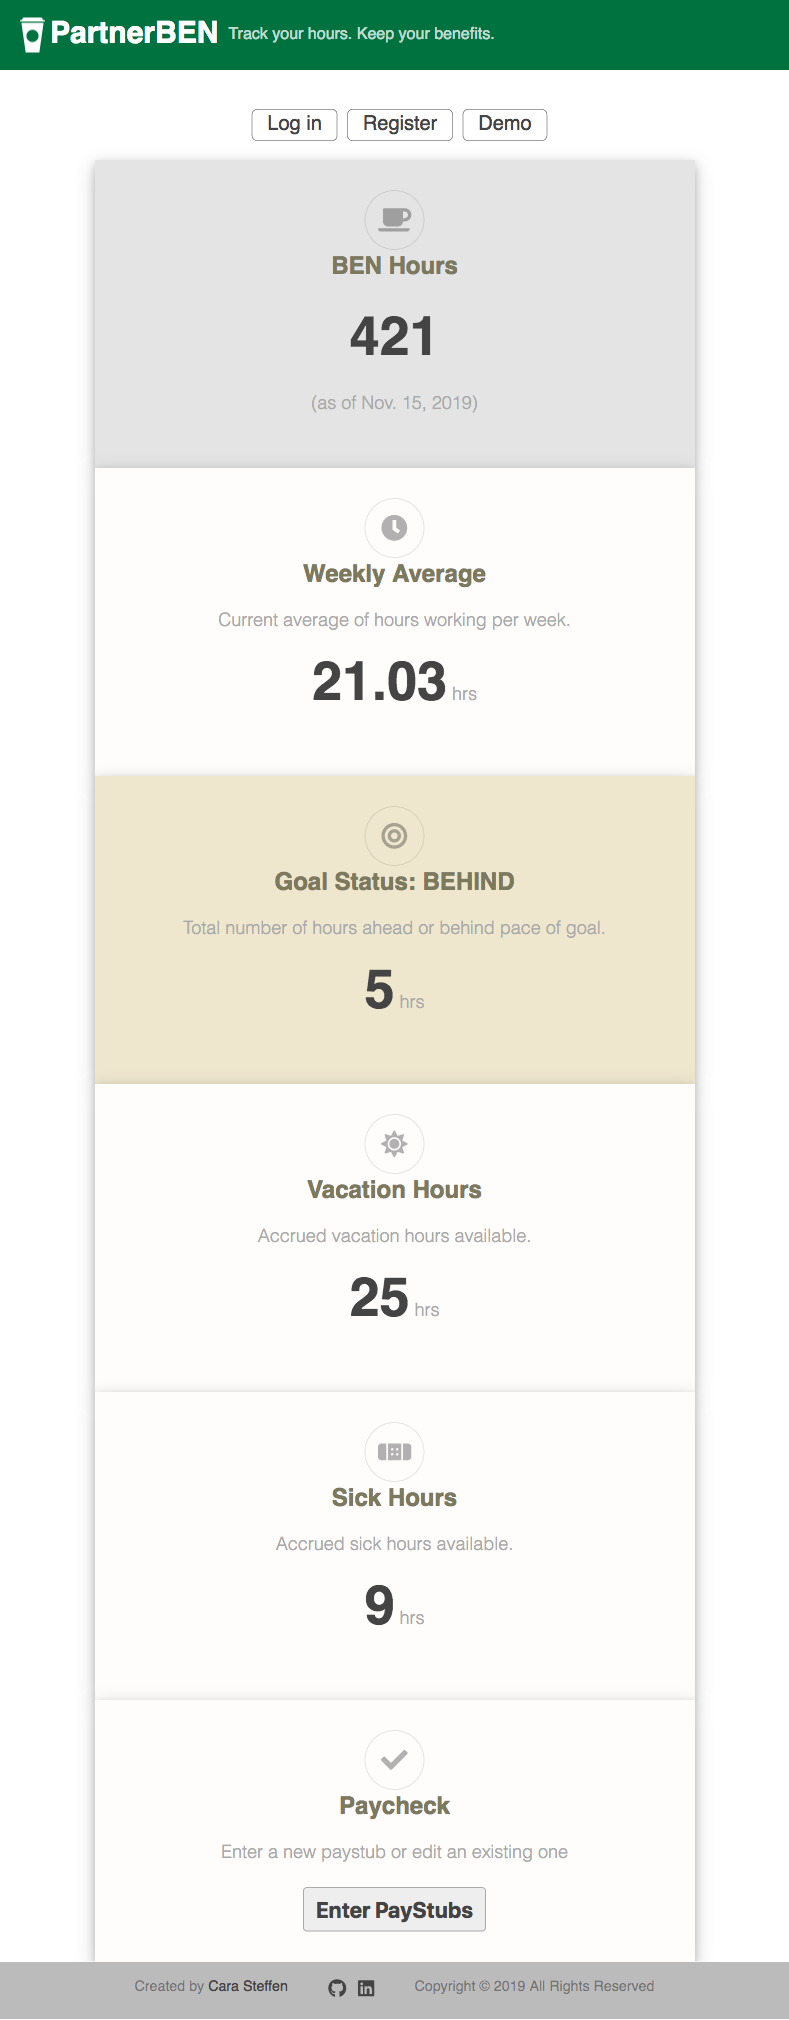 PartnerBEN Track your hours. Keep your benefits.
Log in Register Demo
BEN Hours
421
(as of Nov. 15, 2019)
Weekly Average
Current average of hours working per week.
21.03 hrs
Goal Status: BEHIND
Total number of hours ahead or behind pace of goal.
5 hrs
Vacation Hours
Accrued vacation hours available.
25 hrs
Sick Hours
Accrued sick hours available.
9 hrs
Paycheck
Enter a new paystub or edit an existing one
Enter PayStubs
Created by Cara Steffen Copyright © 2019 All Rights Reserved